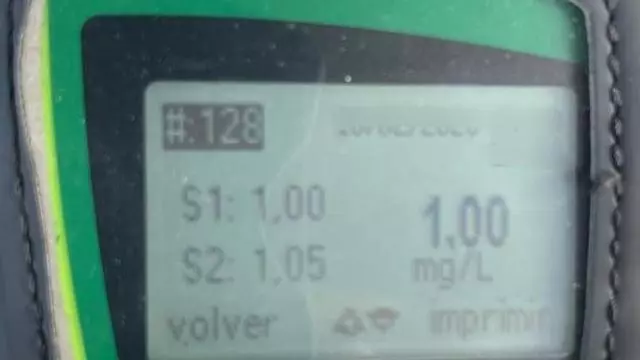 #:128
S1: 1,00
1,00
S2: 1,05
mg/L
volver imprimir